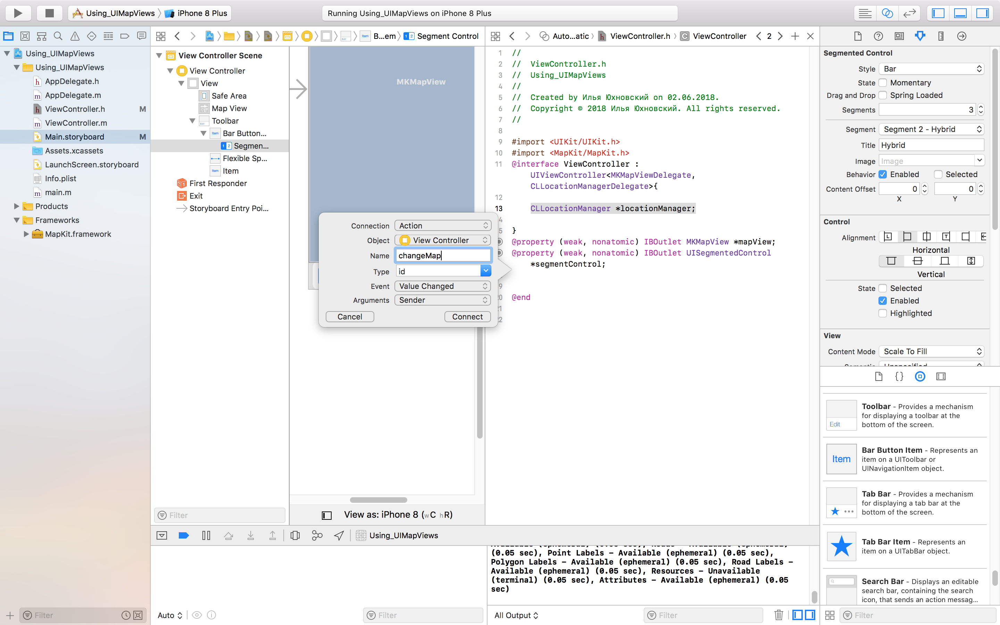 Using_UIMapViews
iPhone 8 Plus
Running Using_UIMapViews on iPhone 8 Plus
Item
B...em
1 2
Segment Control
Auto...atic
h
ViewController.h
C
ViewController
2
Using_UIMapViews
Using_UIMapViews
h AppDelegate.h
m AppDelegate.m
h ViewController.h M
m ViewController.m
Main.storyboard M
Assets.xcassets
LaunchScreen.storyboard
Info.plist
m main.m
Products
Frameworks
MapKit.framework
Filter
View Controller Scene
View Controller
View
Safe Area
Map View
Edit Toolbar
Item Bar Button...
1 2 Segmen...
Flexible Sp...
Item Item
First Responder
Exit
Storyboard Entry Poi...
Filter
MKMapView
Connection Action
Object View Controller
Name changeMap
Type id
Event Value Changed
Arguments Sender
Cancel
Connect
View as: iPhone 8 (wC hR)
1 //
2 // ViewController.h
3 // Using_UIMapViews
4 //
5 // Created by Илья Юхновский on 02.06.2018.
6 // Copyright © 2018 Илья Юхновский. All rights reserved.
7 //
8
9 #import <UIKit/UIKit.h>
10 #import <MapKit/MapKit.h>
11 @interface ViewController :
UIViewController<MKMapViewDelegate,
CLLocationManagerDelegate>{
12
13 CLLocationManager *locationManager;
4
5 }
@property (weak, nonatomic) IBOutlet MKMapView *mapView;
@property (weak, nonatomic) IBOutlet UISegmentedControl
*segmentControl;
9
20 @end
21
22
Using_UIMapViews
Auto
Filter
(0.05 sec), Point Labels – Available (ephemeral) (0.05 sec),
Polygon Labels – Available (ephemeral) (0.05 sec), Road Labels –
Available (ephemeral) (0.05 sec), Resources – Unavailable
(terminal) (0.05 sec), Attributes – Available (ephemeral) (0.05
sec)
All Output
Filter
Segmented Control
Style Bar
State Momentary
Drag and Drop Spring Loaded
Segments 3
Segment Segment 2 - Hybrid
Title Hybrid
Image Image
Behavior Enabled Selected
Content Offset 0 0
X Y
Control
Alignment
Horizontal
Vertical
State Selected
Enabled
Highlighted
View
Content Mode Scale To Fill
Edit
Toolbar - Provides a mechanism
for displaying a toolbar at the
bottom of the screen.
Item
Bar Button Item - Represents an
item on a UIToolbar or
UINavigationItem object.
Tab Bar - Provides a mechanism
for displaying a tab bar at the
bottom of the screen.
Tab Bar Item - Represents an
item on a UITabBar object.
Search Bar - Displays an editable
search bar, containing the search
icon, that sends an action messag...
Filter